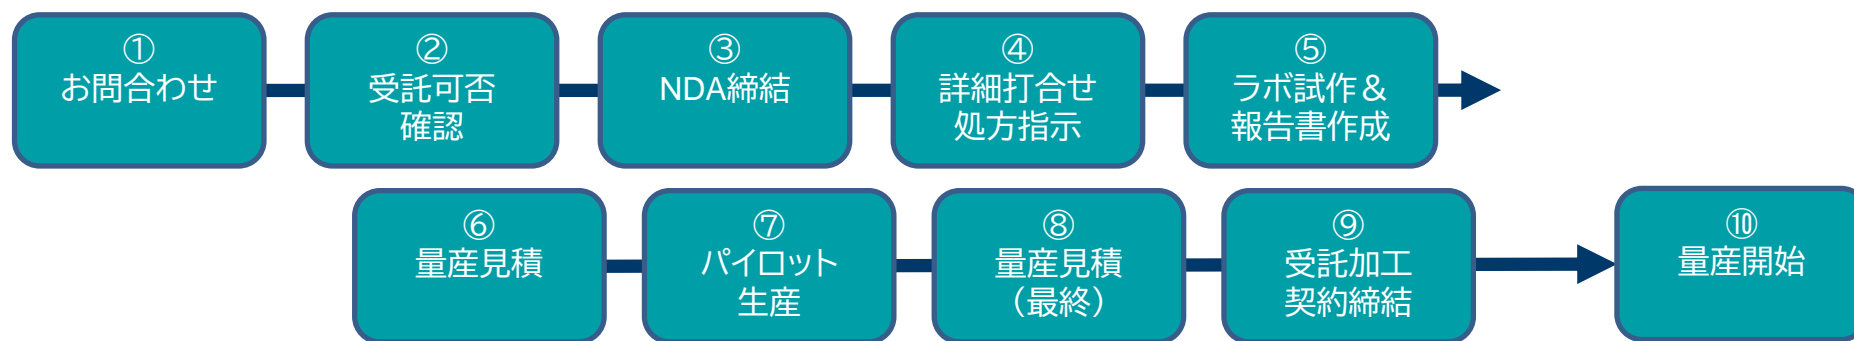 ①
お問合わせ
②
受託可否
確認
③
NDA締結
④
詳細打合せ
処方指示
⑤
ラボ試作＆
報告書作成
⑥
量産見積
⑦
パイロット
生産
⑧
量産見積
（最終）
⑨
受託加工
契約締結
⑩
量産開始